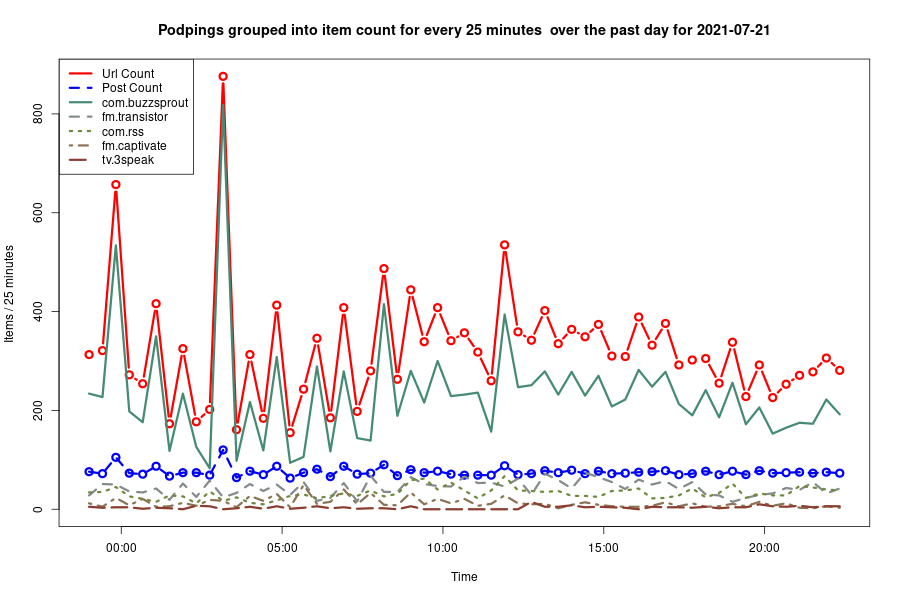 Podpings grouped into item count for every 25 minutes  over the past day for 2021-07-21
Url Count
Post Count
com.buzzsprout
fm.transistor
com.rss
fm.captivate
tv.3speak
Items / 25 minutes
800
600
400
200
0
00:00
05:00
10:00
15:00
20:00
Time